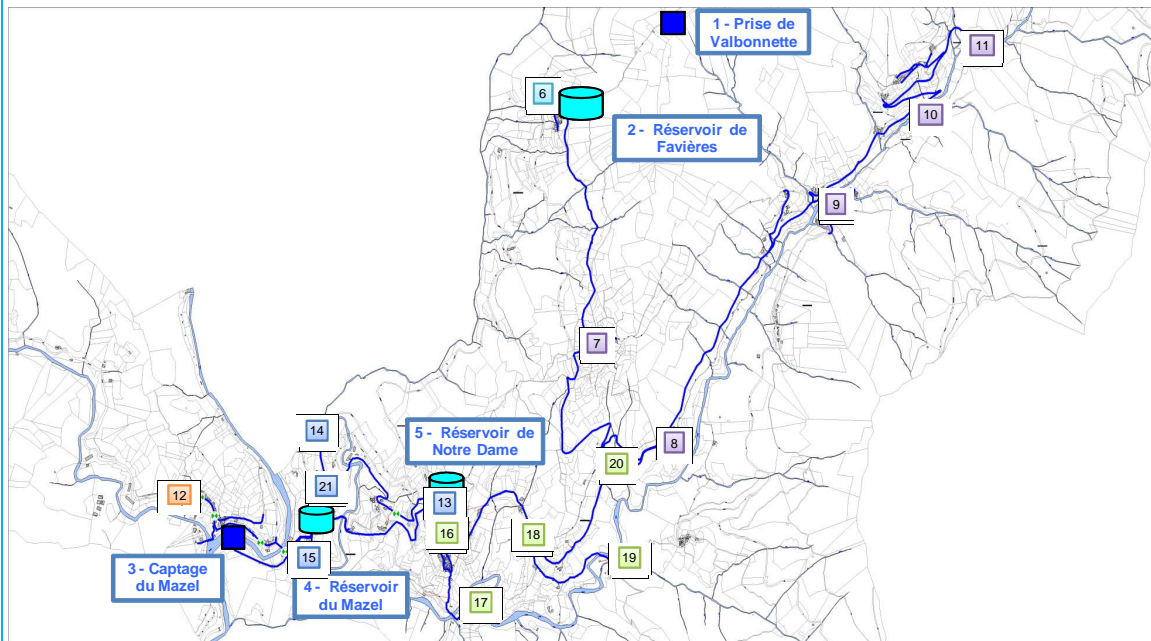 1 - Prise de
Valbonnette
11
6
10
2 - Réservoir de
Favières
9
7
14
5 - Réservoir de
Notre Dame
8
20
12
21
13
16
18
3 - Captage
du Mazel
15
4 - Réservoir
du Mazel
19
17